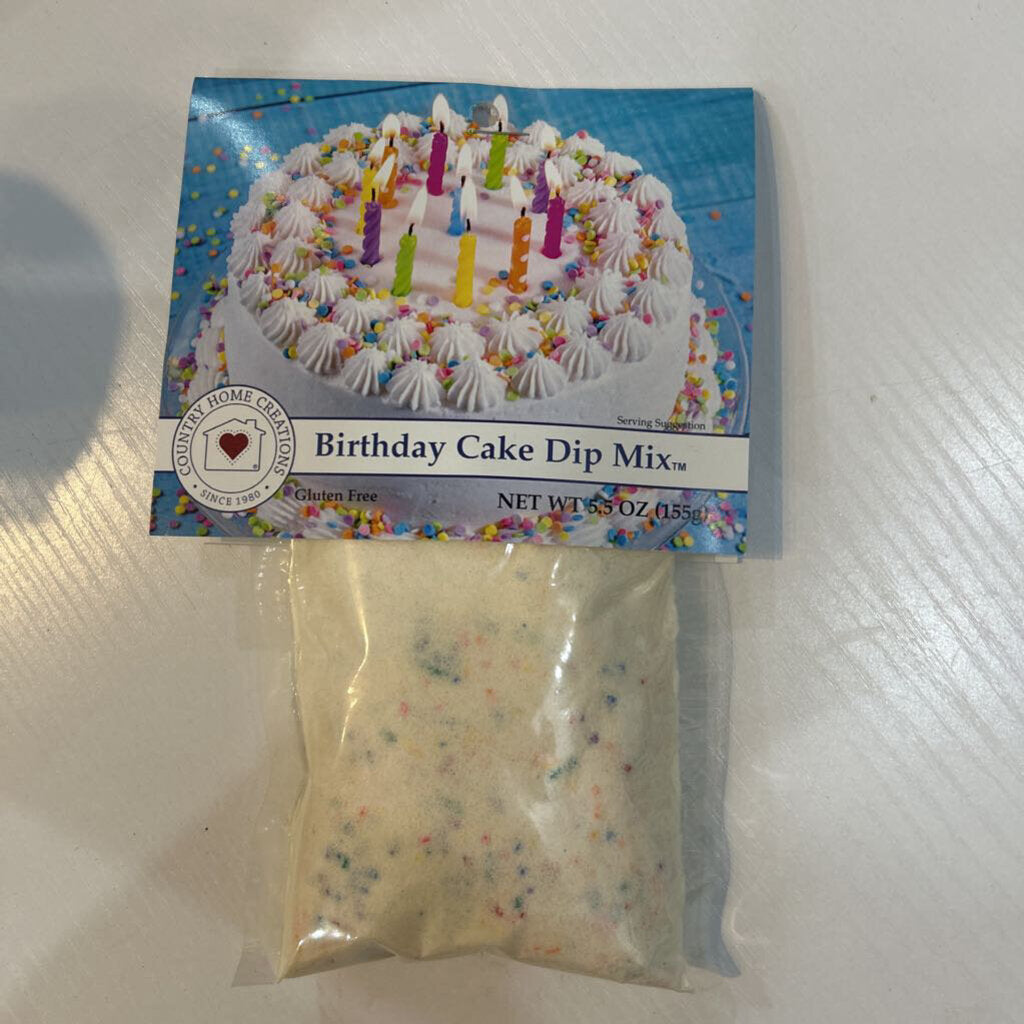 Serving Suggestion
COUNTRY HOME CREATIONS
• SINCE 1980 •
®
Birthday Cake Dip Mix™
Gluten Free
NET WT 5.5 OZ (155g)